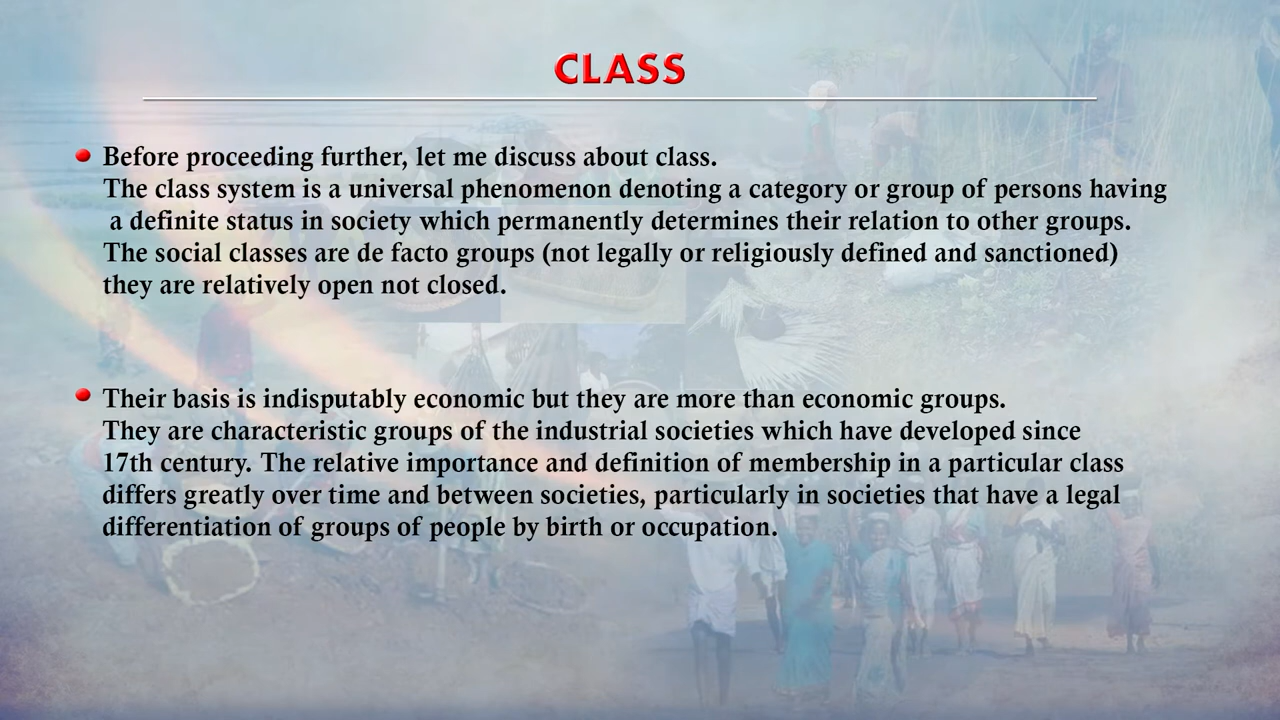 CLASS
Before proceeding further, let me discuss about class.
The class system is a universal phenomenon denoting a category or group of persons having
a definite status in society which permanently determines their relation to other groups.
The social classes are de facto groups (not legally or religiously defined and sanctioned)
they are relatively open not closed.
Their basis is indisputably economic but they are more than economic groups.
They are characteristic groups of the industrial societies which have developed since
17th century. The relative importance and definition of membership in a particular class
differs greatly over time and between societies, particularly in societies that have a legal
differentiation of groups of people by birth or occupation.